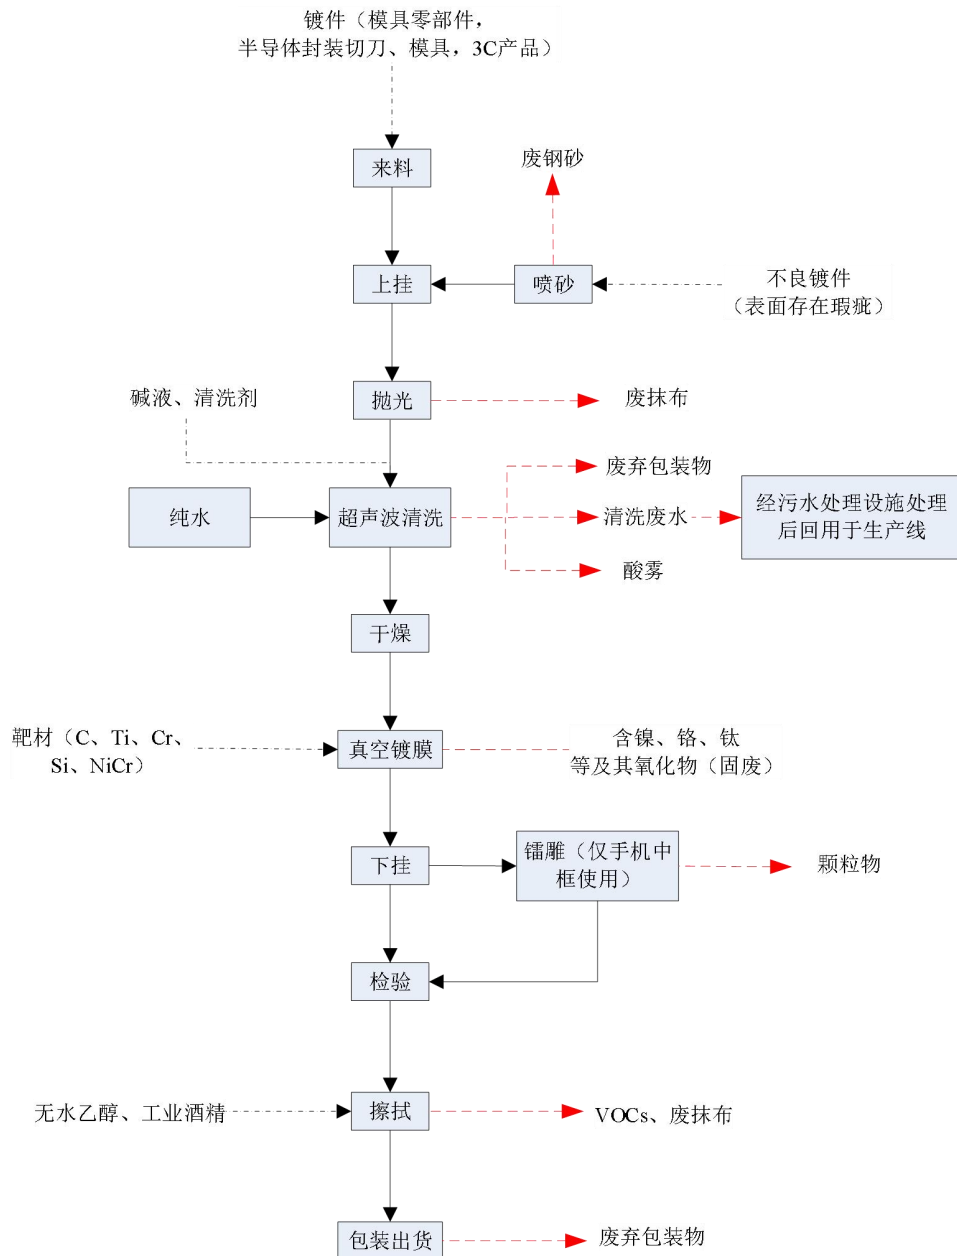 镀件（模具零部件，
半导体封装切刀、模具，3C产品）
来料
废钢砂
上挂
喷砂
不良镀件
（表面存在瑕疵）
碱液、清洗剂
抛光
废抹布
废弃包装物
纯水
超声波清洗
清洗废水
经污水处理设施处理
后回用于生产线
酸雾
干燥
靶材（C、Ti、Cr、
Si、NiCr）
真空镀膜
含镍、铬、钛
等及其氧化物（固废）
下挂
镭雕（仅手机中
框使用）
颗粒物
检验
无水乙醇、工业酒精
擦拭
VOCs、废抹布
包装出货
废弃包装物